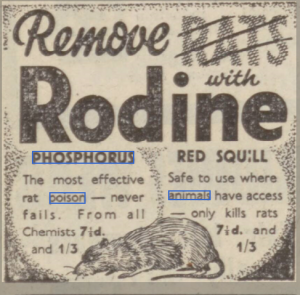 Remove RATS
with
Rodine
PHOSPHORUS
The most effective
rat poison — never
fails. From all
Chemists 7½d.
and 1/3
RED SQUILL
Safe to use where
animals have access
— only kills rats
7½d. and
1/3